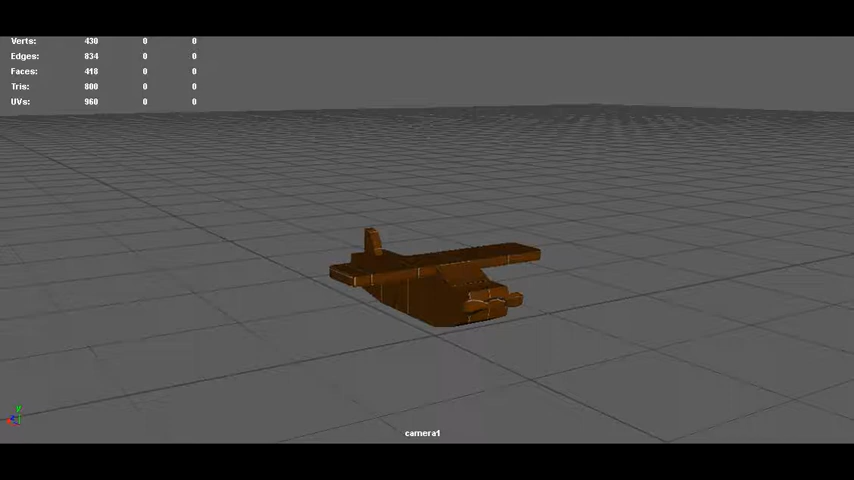 Verts: 430 0 0
Edges: 834 0 0
Faces: 418 0 0
Tris: 800 0 0
UVs: 960 0 0
camera1